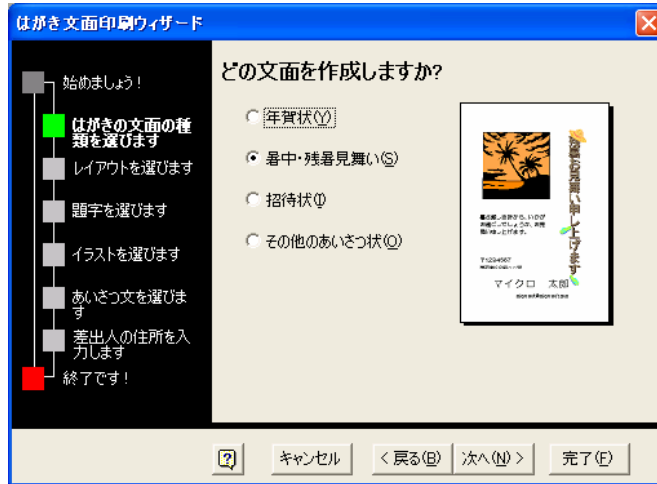 はがき文面印刷ウィザード
始めましょう!
はがきの文面の種
類を選びます
レイアウトを選びます
題字を選びます
イラストを選びます
あいさつ文を選びま
す
差出人の住所を入
力します
終了です!
どの文面を作成しますか?
年賀状(Y)
暑中・残暑見舞い(S)
招待状(I)
その他のあいさつ状(O)
お見舞い申し上げます
〒1234567
マイクロ 太郎
キャンセル
< 戻る(B)
次へ(N) >
完了(F)